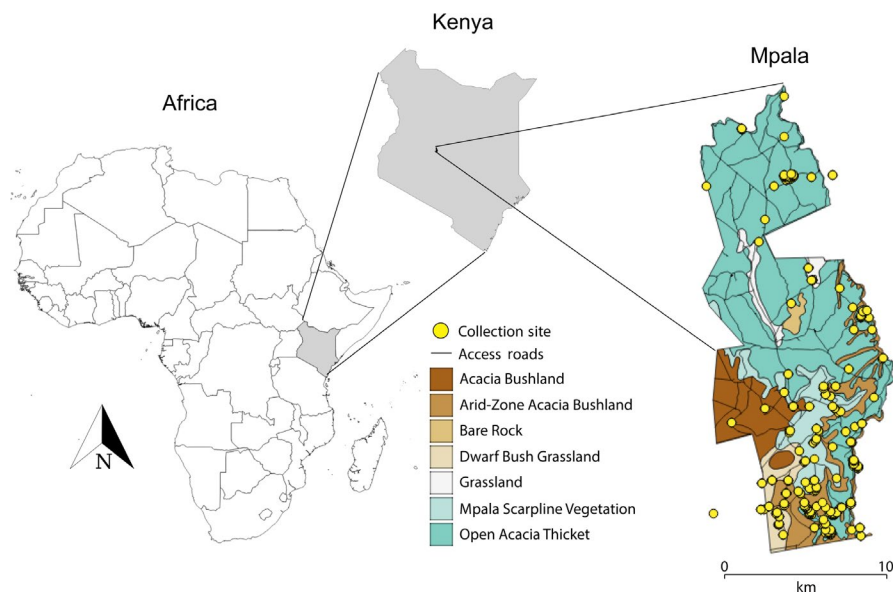 Africa
Kenya
Mpala
N
Collection site
Access roads
Acacia Bushland
Arid-Zone Acacia Bushland
Bare Rock
Dwarf Bush Grassland
Grassland
Mpala Scarpline Vegetation
Open Acacia Thicket
0 10
km